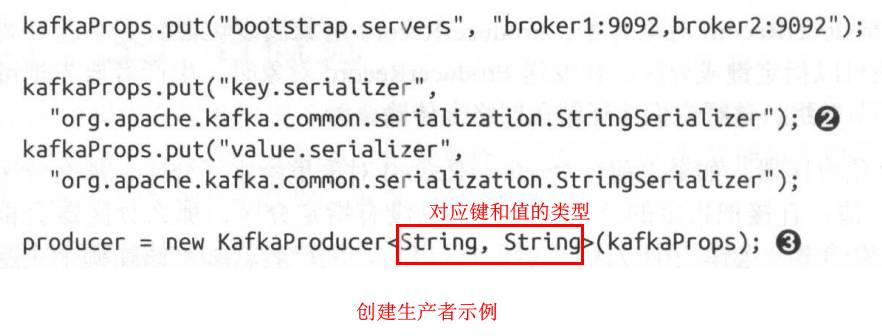 kafkaProps.put("bootstrap.servers", "broker1:9092,broker2:9092");
kafkaProps.put("key.serializer",
"org.apache.kafka.common.serialization.StringSerializer"); ❷
kafkaProps.put("value.serializer",
"org.apache.kafka.common.serialization.StringSerializer");
对应键和值的类型
producer = new KafkaProducer<String, String>(kafkaProps); ❸
创建生产者示例